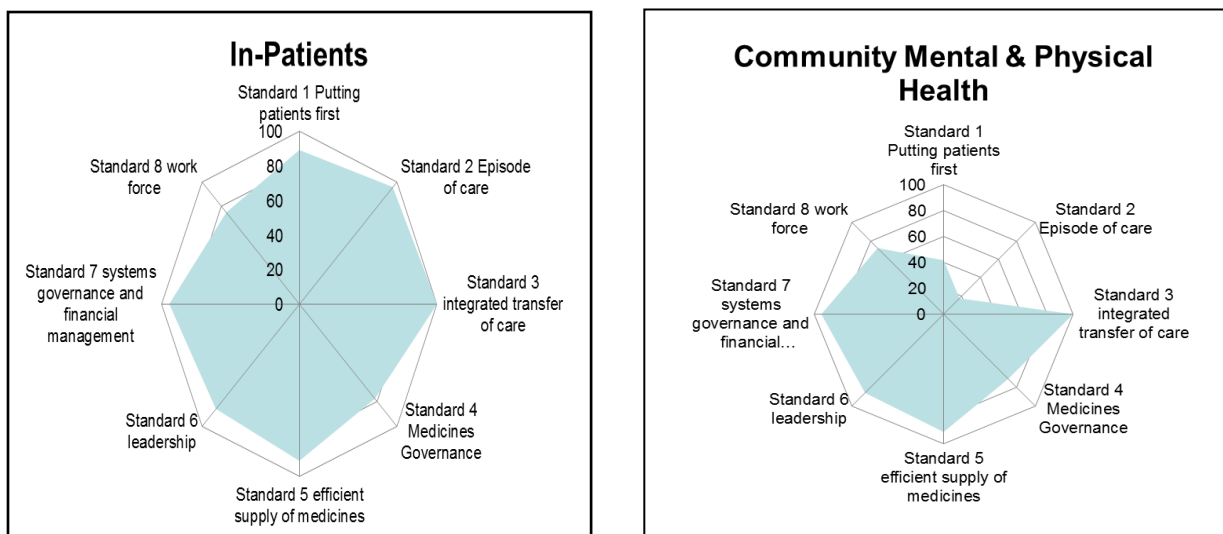 In-Patients
Standard 1 Putting
patients first
100
80
60
40
20
0
Standard 2 Episode
of care
Standard 3
integrated transfer
of care
Standard 4
Medicines
Governance
Standard 5 efficient
supply of medicines
Standard 6
leadership
Standard 7 systems
governance and
financial
management
Standard 8 work
force
Community Mental & Physical
Health
Standard 1
Putting patients
first
100
80
60
40
20
0
Standard 2
Episode of care
Standard 3
integrated
transfer of care
Standard 4
Medicines
Governance
Standard 5
efficient supply of
medicines
Standard 6
leadership
Standard 7
systems
governance and
financial…
Standard 8 work
force